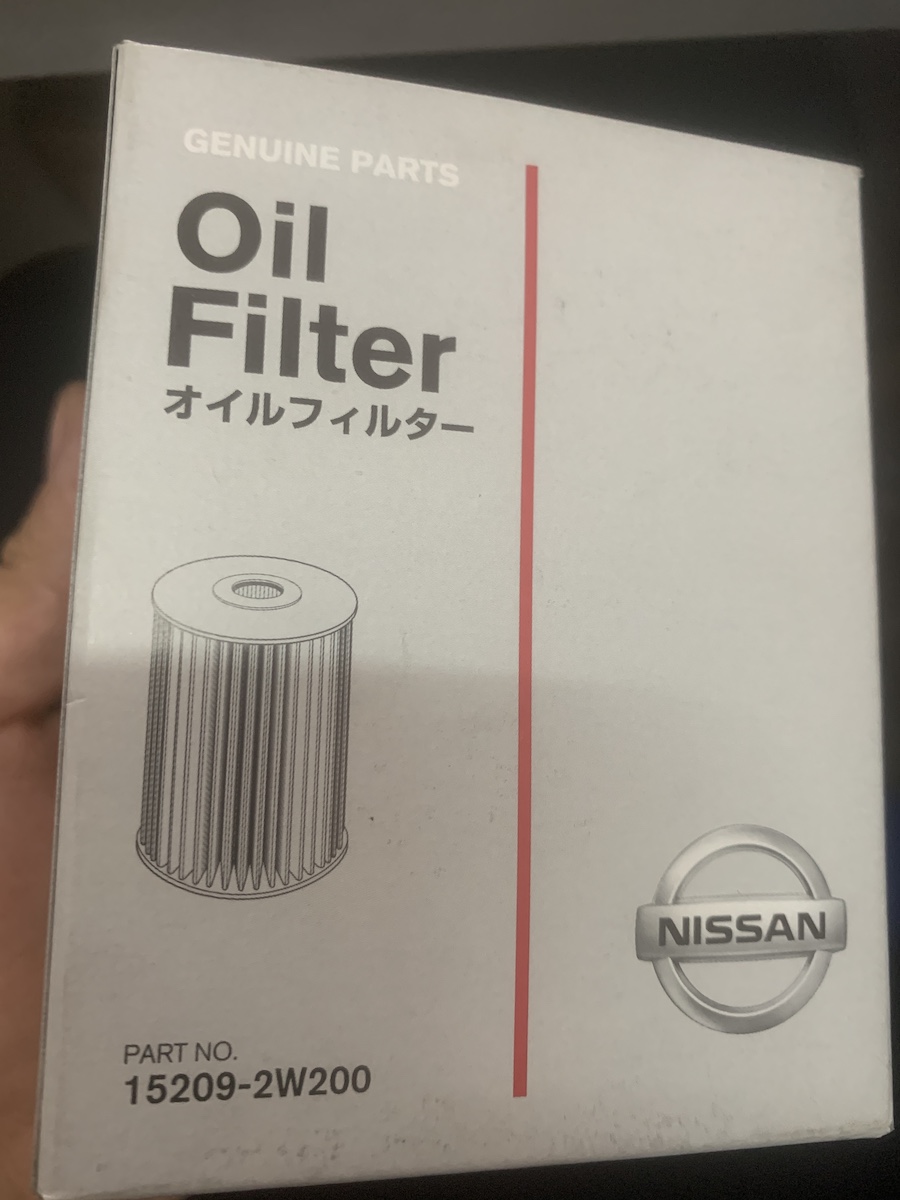 GENUINE PARTS
Oil
Filter
オイルフィルター
NISSAN
PART NO.
15209-2W200